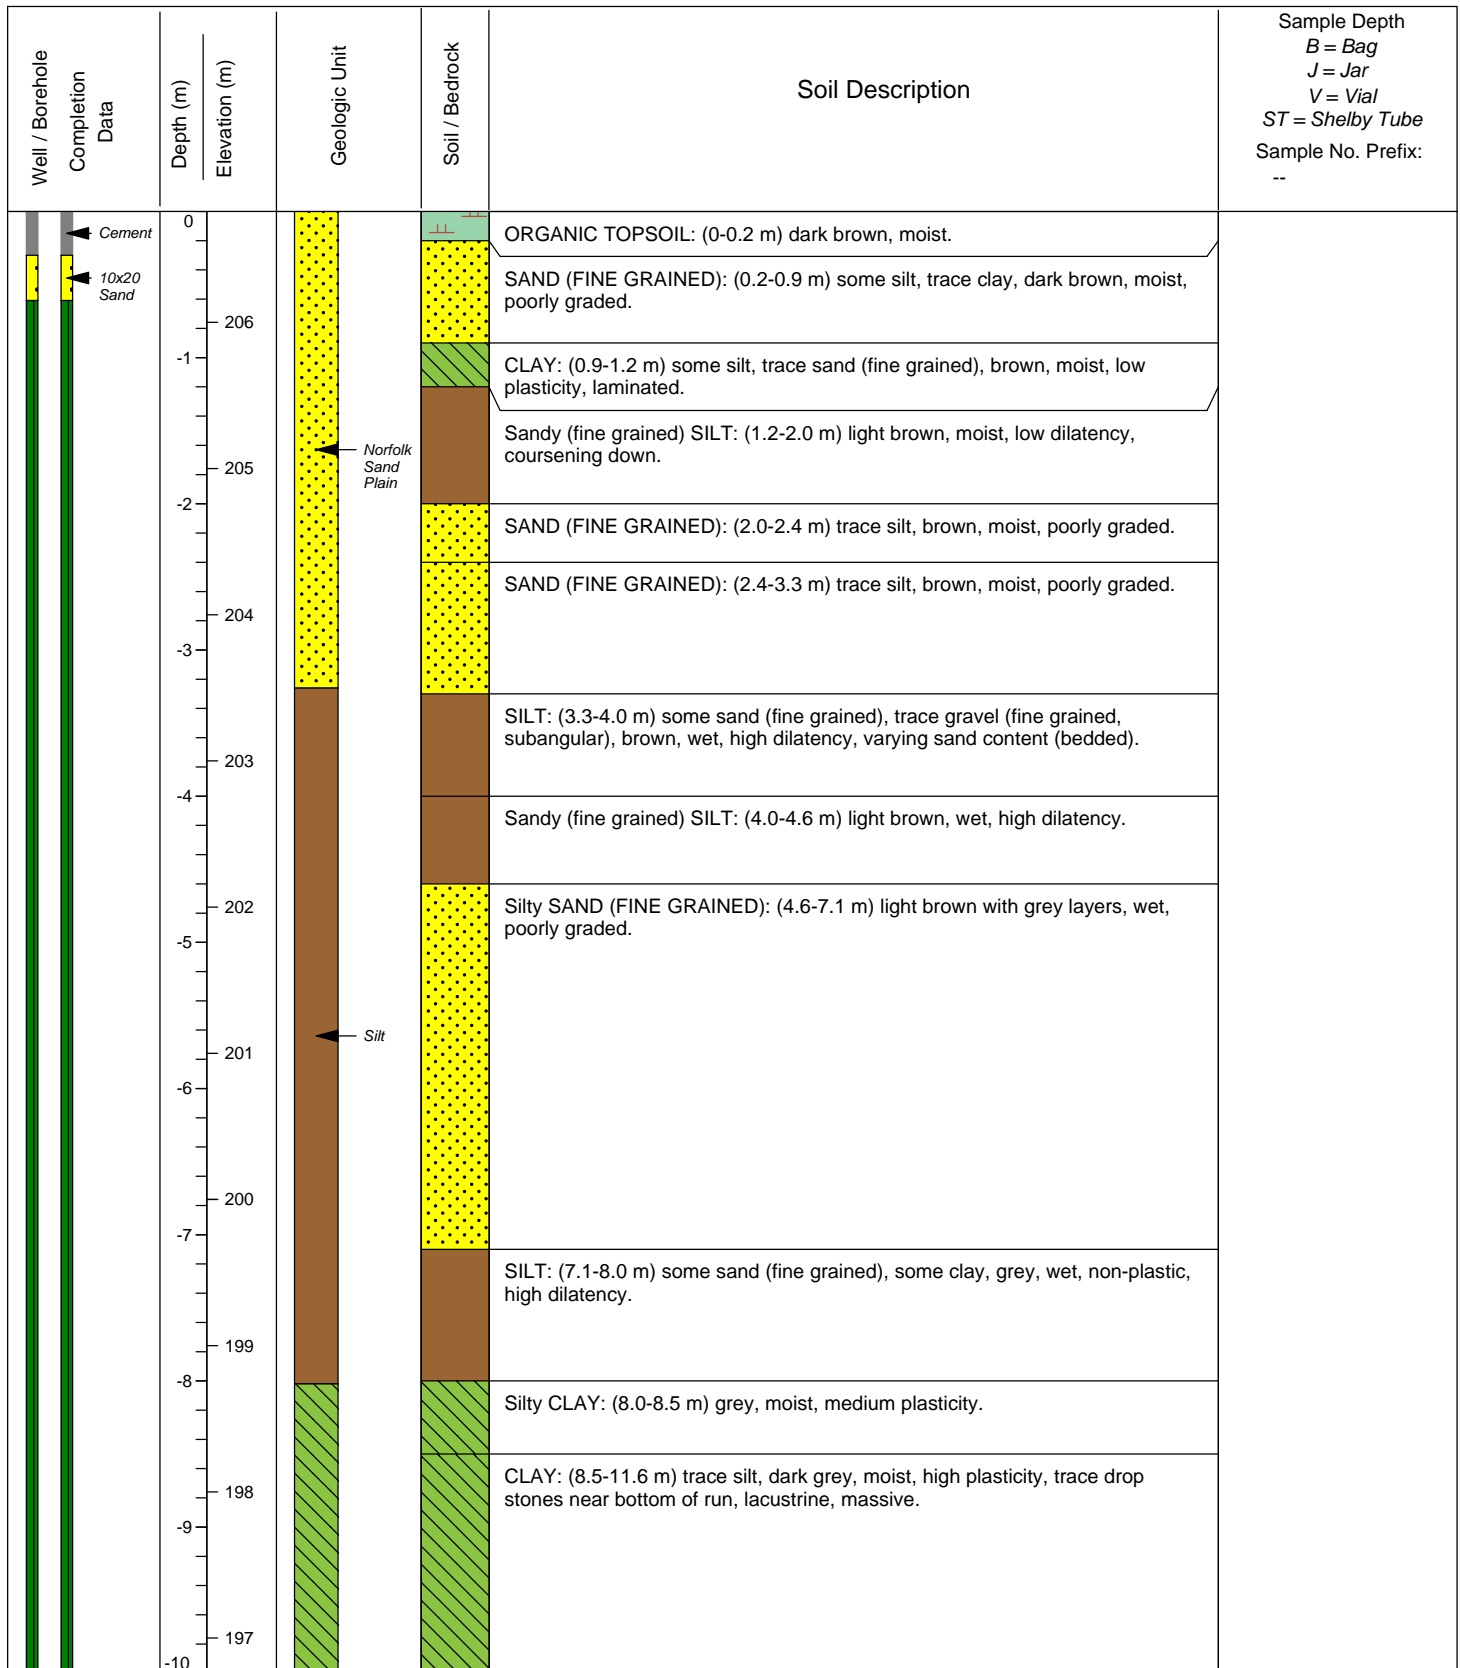 Well / Borehole
Completion
Data
Depth (m)
Elevation (m)
Geologic Unit
Soil / Bedrock
Soil Description
Sample Depth
B = Bag
J = Jar
V = Vial
ST = Shelby Tube
Sample No. Prefix:
--
0
Cement
ORGANIC TOPSOIL: (0-0.2 m) dark brown, moist.
10x20
Sand
SAND (FINE GRAINED): (0.2-0.9 m) some silt, trace clay, dark brown, moist,
poorly graded.
206
-1
CLAY: (0.9-1.2 m) some silt, trace sand (fine grained), brown, moist, low
plasticity, laminated.
Sandy (fine grained) SILT: (1.2-2.0 m) light brown, moist, low dilatency,
coursening down.
Norfolk
Sand
Plain
205
-2
SAND (FINE GRAINED): (2.0-2.4 m) trace silt, brown, moist, poorly graded.
SAND (FINE GRAINED): (2.4-3.3 m) trace silt, brown, moist, poorly graded.
204
-3
SILT: (3.3-4.0 m) some sand (fine grained), trace gravel (fine grained,
subangular), brown, wet, high dilatency, varying sand content (bedded).
203
-4
Sandy (fine grained) SILT: (4.0-4.6 m) light brown, wet, high dilatency.
202
Silty SAND (FINE GRAINED): (4.6-7.1 m) light brown with grey layers, wet,
poorly graded.
-5
Silt
201
-6
200
-7
SILT: (7.1-8.0 m) some sand (fine grained), some clay, grey, wet, non-plastic,
high dilatency.
199
-8
Silty CLAY: (8.0-8.5 m) grey, moist, medium plasticity.
CLAY: (8.5-11.6 m) trace silt, dark grey, moist, high plasticity, trace drop
stones near bottom of run, lacustrine, massive.
198
-9
197
-10